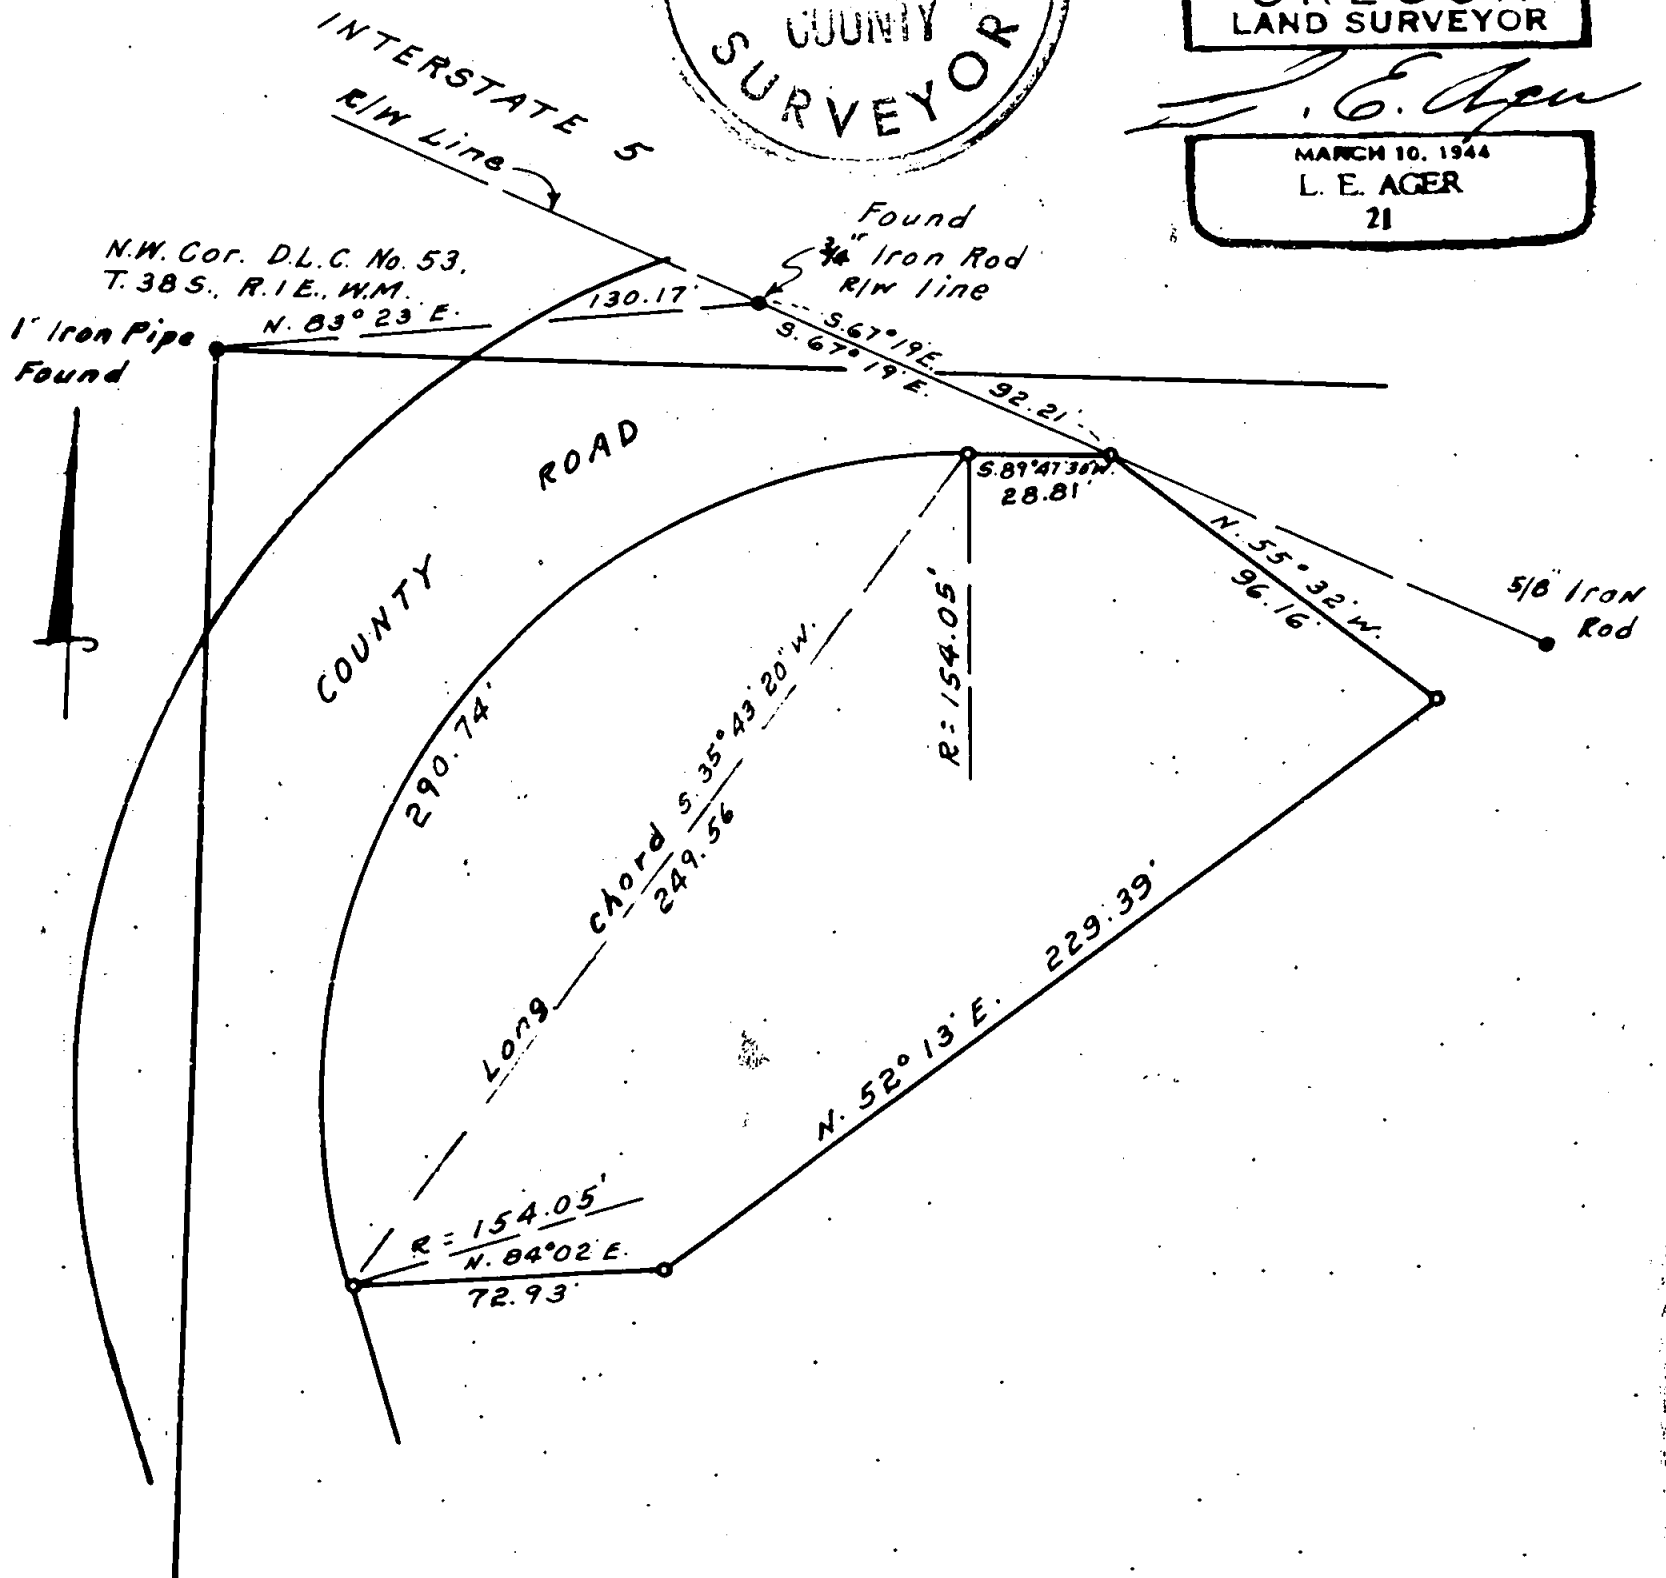 COUNTY
SURVEYOR
LAND SURVEYOR
MARCH 10, 1944
L. E. AGER
21
INTERSTATE 5
R/W Line
Found
3/4" Iron Rod
R/W line
N.W. Cor. D.L.C. No. 53,
T. 38 S., R. 1 E., W.M.
1" Iron Pipe
Found
N. 83° 23' E.
130.17'
S. 67° 19' E.
S. 67° 19' E.
92.21'
COUNTY ROAD
S. 89° 47' 30" W.
28.81'
N. 55° 32' W.
96.16'
5/8" Iron
Rod
R = 154.05'
290.74'
Long chord S. 35° 43' 20" W.
249.56
N. 52° 13' E. 229.39'
R = 154.05'
N. 84° 02' E.
72.93'